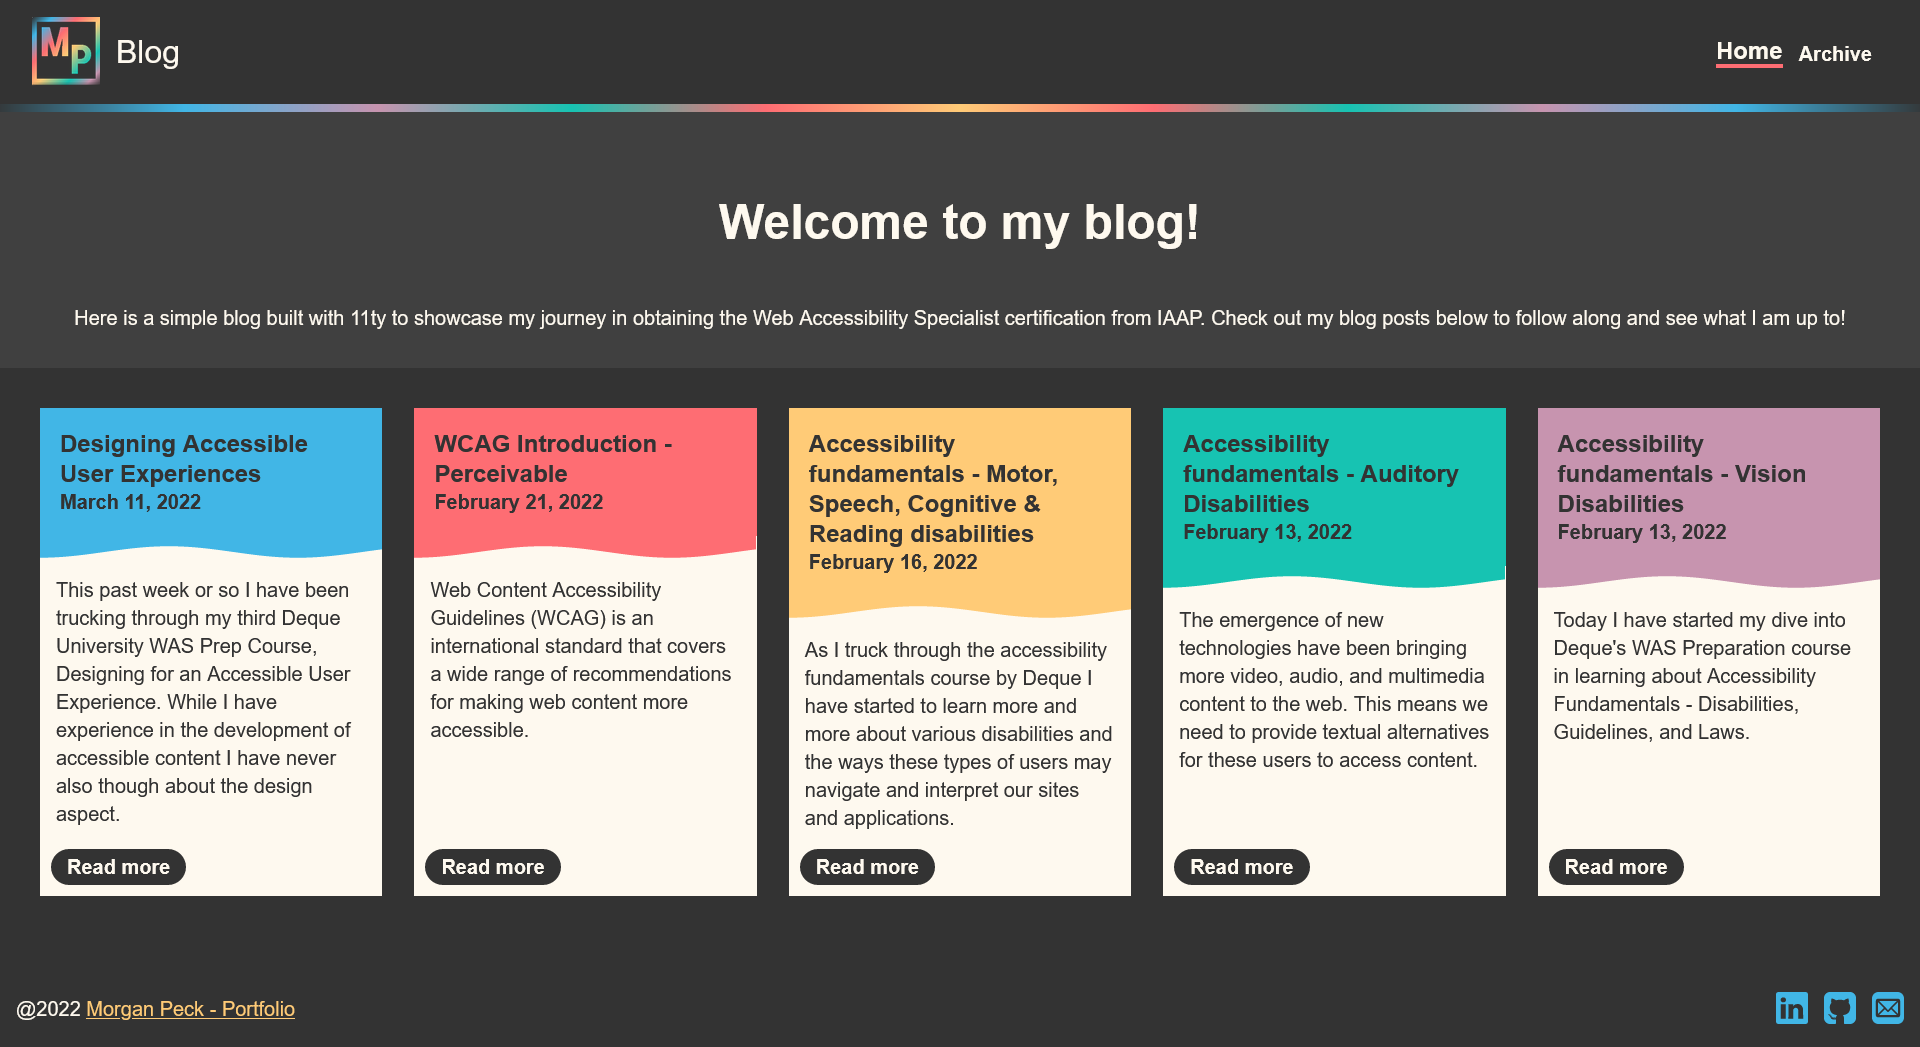 MP Blog
Home
Archive
Welcome to my blog!
Here is a simple blog built with 11ty to showcase my journey in obtaining the Web Accessibility Specialist certification from IAAP. Check out my blog posts below to follow along and see what I am up to!
Designing Accessible
User Experiences
March 11, 2022
This past week or so I have been
trucking through my third Deque
University WAS Prep Course,
Designing for an Accessible User
Experience. While I have
experience in the development of
accessible content I have never
also though about the design
aspect.
Read more
WCAG Introduction -
Perceivable
February 21, 2022
Web Content Accessibility
Guidelines (WCAG) is an
international standard that covers
a wide range of recommendations
for making web content more
accessible.
Read more
Accessibility
fundamentals - Motor,
Speech, Cognitive &
Reading disabilities
February 16, 2022
As I truck through the accessibility
fundamentals course by Deque I
have started to learn more and
more about various disabilities and
the ways these types of users may
navigate and interpret our sites
and applications.
Read more
Accessibility
fundamentals - Auditory
Disabilities
February 13, 2022
The emergence of new
technologies have been bringing
more video, audio, and multimedia
content to the web. This means we
need to provide textual alternatives
for these users to access content.
Read more
Accessibility
fundamentals - Vision
Disabilities
February 13, 2022
Today I have started my dive into
Deque's WAS Preparation course
in learning about Accessibility
Fundamentals - Disabilities,
Guidelines, and Laws.
Read more
@2022 Morgan Peck - Portfolio
in